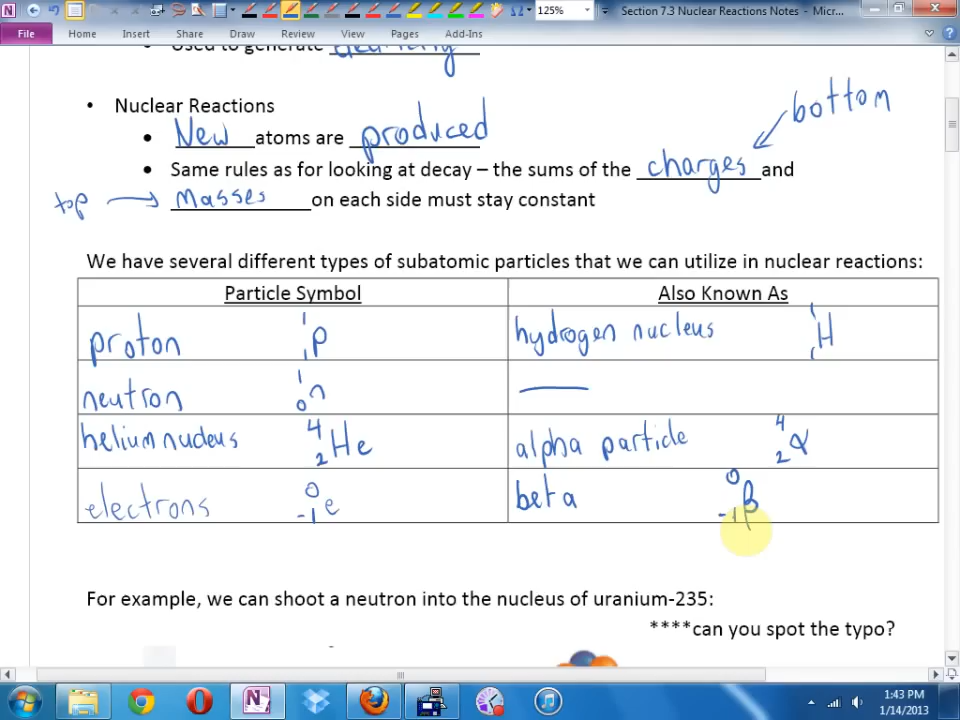 125%
Section 7.3 Nuclear Reactions Notes - Micr...
File Home Insert Share Draw History Review View Pages Add-Ins
• Used to generate electricity
• Nuclear Reactions
bottom
• New atoms are produced
• Same rules as for looking at decay – the sums of the charges and
top → masses on each side must stay constant
We have several different types of subatomic particles that we can utilize in nuclear reactions:
Particle Symbol Also Known As
proton ¹₁p hydrogen nucleus ¹₁H
neutron ¹₀n —
helium nucleus ⁴₂He alpha particle ⁴₂α
electrons ⁰₋₁e beta ⁰₋₁β
For example, we can shoot a neutron into the nucleus of uranium-235:
****can you spot the typo?
1:43 PM
1/14/2013